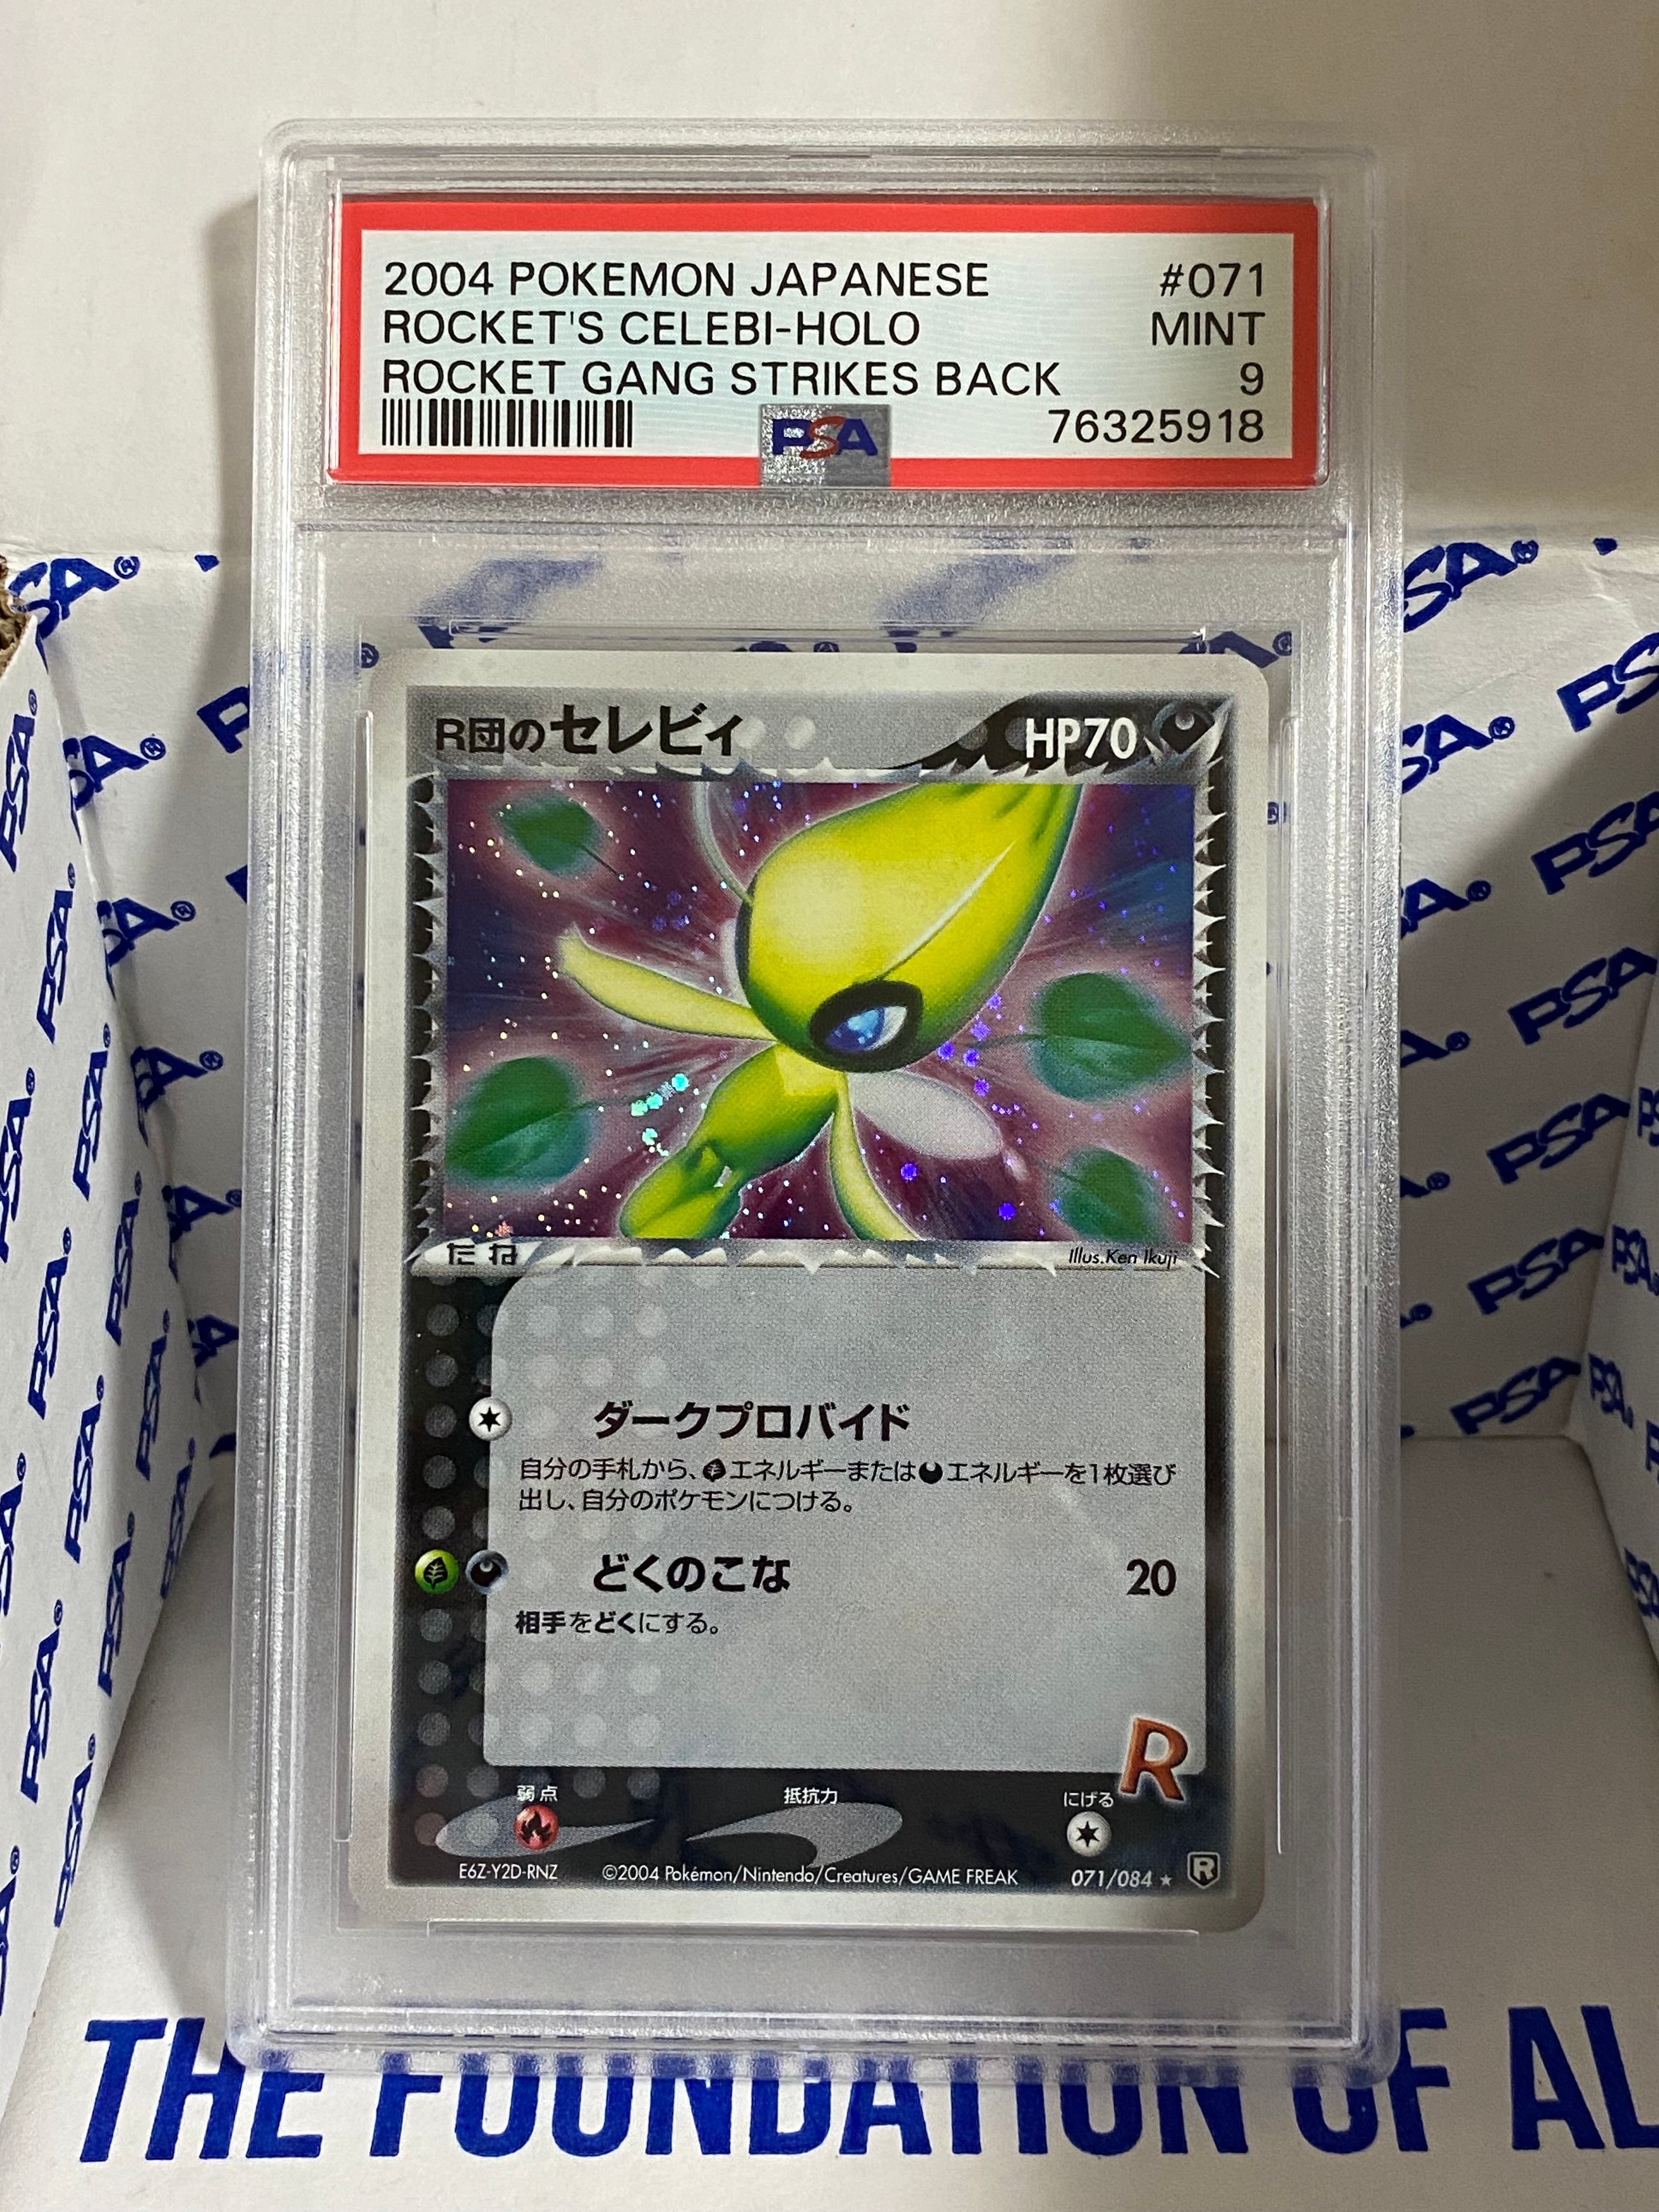 2004 POKEMON JAPANESE #071
ROCKET'S CELEBI-HOLO MINT
ROCKET GANG STRIKES BACK 9
PSA 76325918
R団のセレビィ HP70
たね Illus.Ken Ikuji
ダークプロバイド
自分の手札から、エネルギーまたはエネルギーを1枚選び
出し、自分のポケモンにつける。
どくのこな 20
相手をどくにする。
R
弱点 抵抗力 にげる
E6Z-Y2D-RNZ ©2004 Pokémon/Nintendo/Creatures/GAME FREAK 071/084 ★ R
THE FOUNDATION OF AL
PSA®